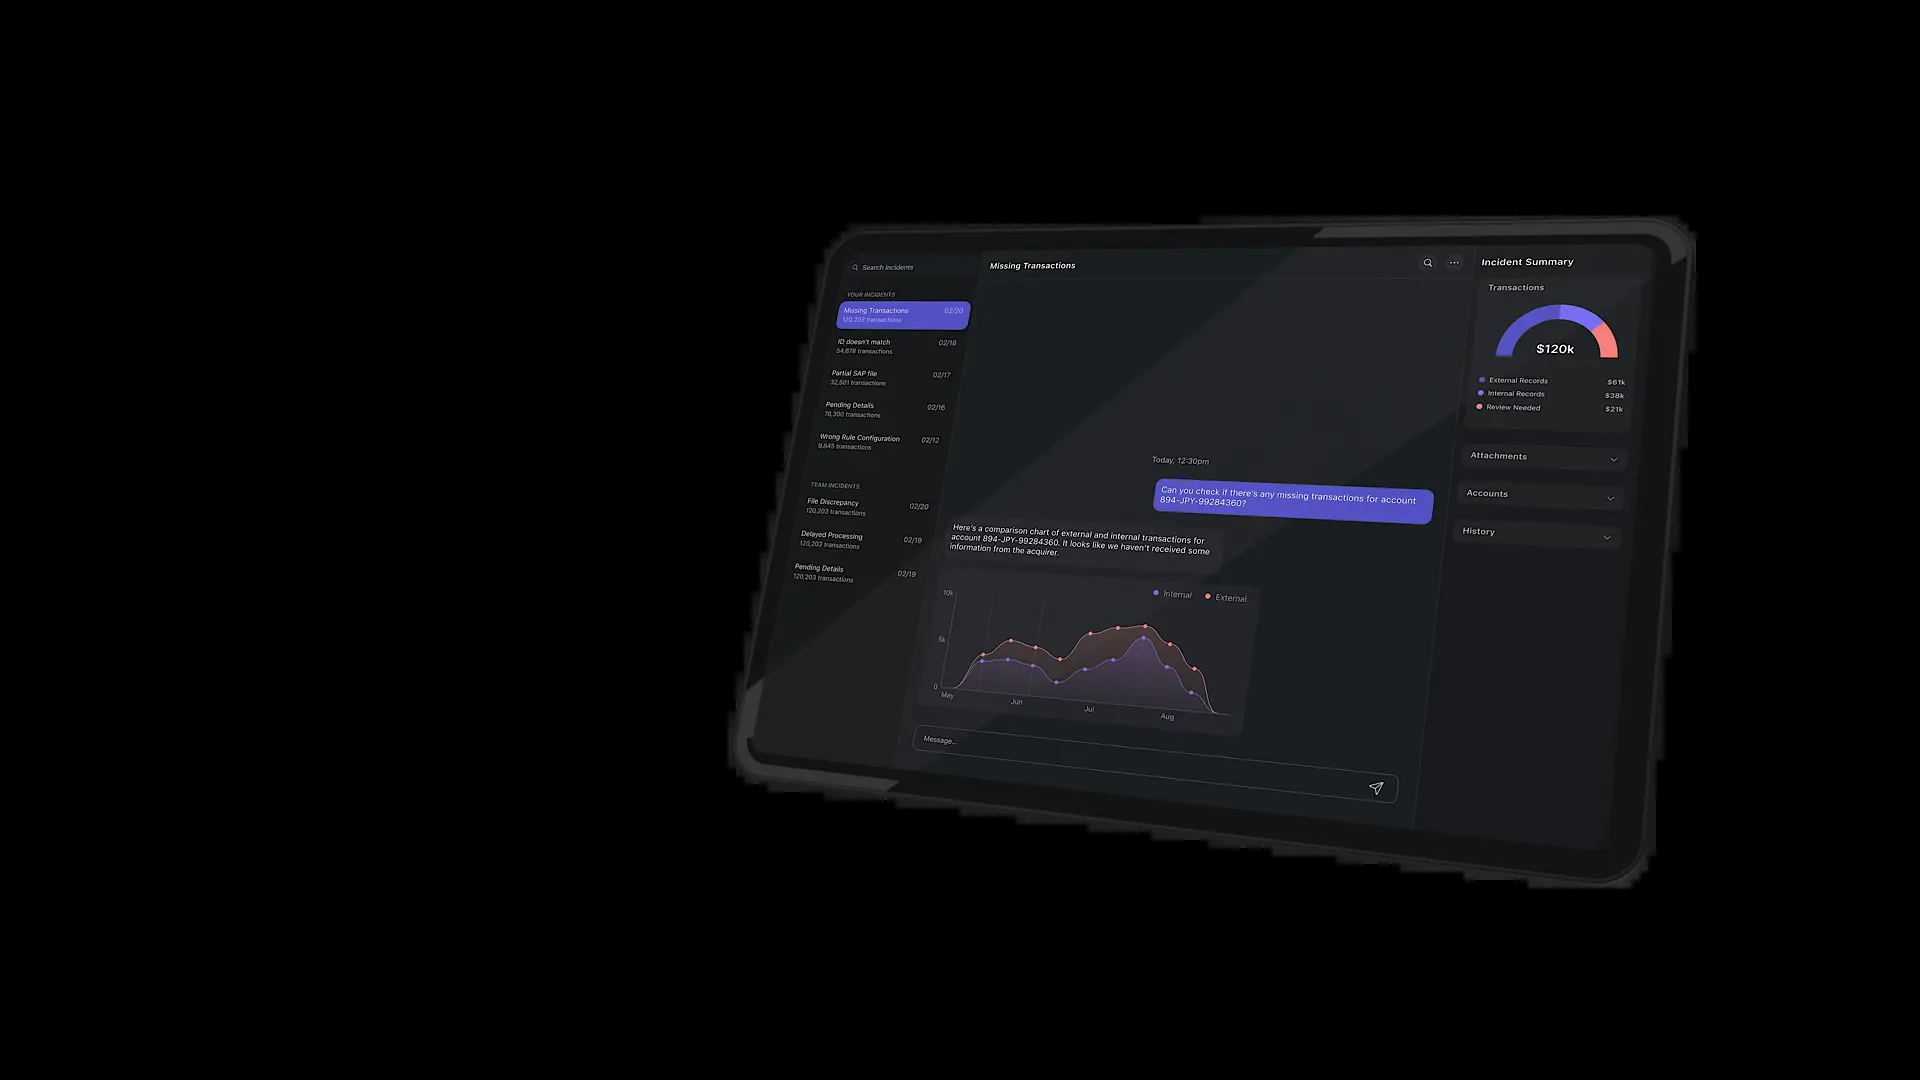 Search Incidents
YOUR INCIDENTS
Missing Transactions 02/20
120,203 transactions
ID doesn't match 02/18
54,678 transactions
Partial SAP file 02/17
32,501 transactions
Pending Details 02/16
78,300 transactions
Wrong Rule Configuration 02/12
9,845 transactions
TEAM INCIDENTS
File Discrepancy 02/20
120,203 transactions
Delayed Processing 02/19
120,203 transactions
Pending Details 02/19
120,203 transactions
Missing Transactions
Today, 12:30pm
Can you check if there's any missing transactions for account
894-JPY-99284360?
Here's a comparison chart of external and internal transactions for
account 894-JPY-99284360. It looks like we haven't received some
information from the acquirer.
Internal External
10k
5k
0
May Jun Jul Aug
Message...
Incident Summary
Transactions
$120k
External Records $61k
Internal Records $38k
Review Needed $21k
Attachments
Accounts
History